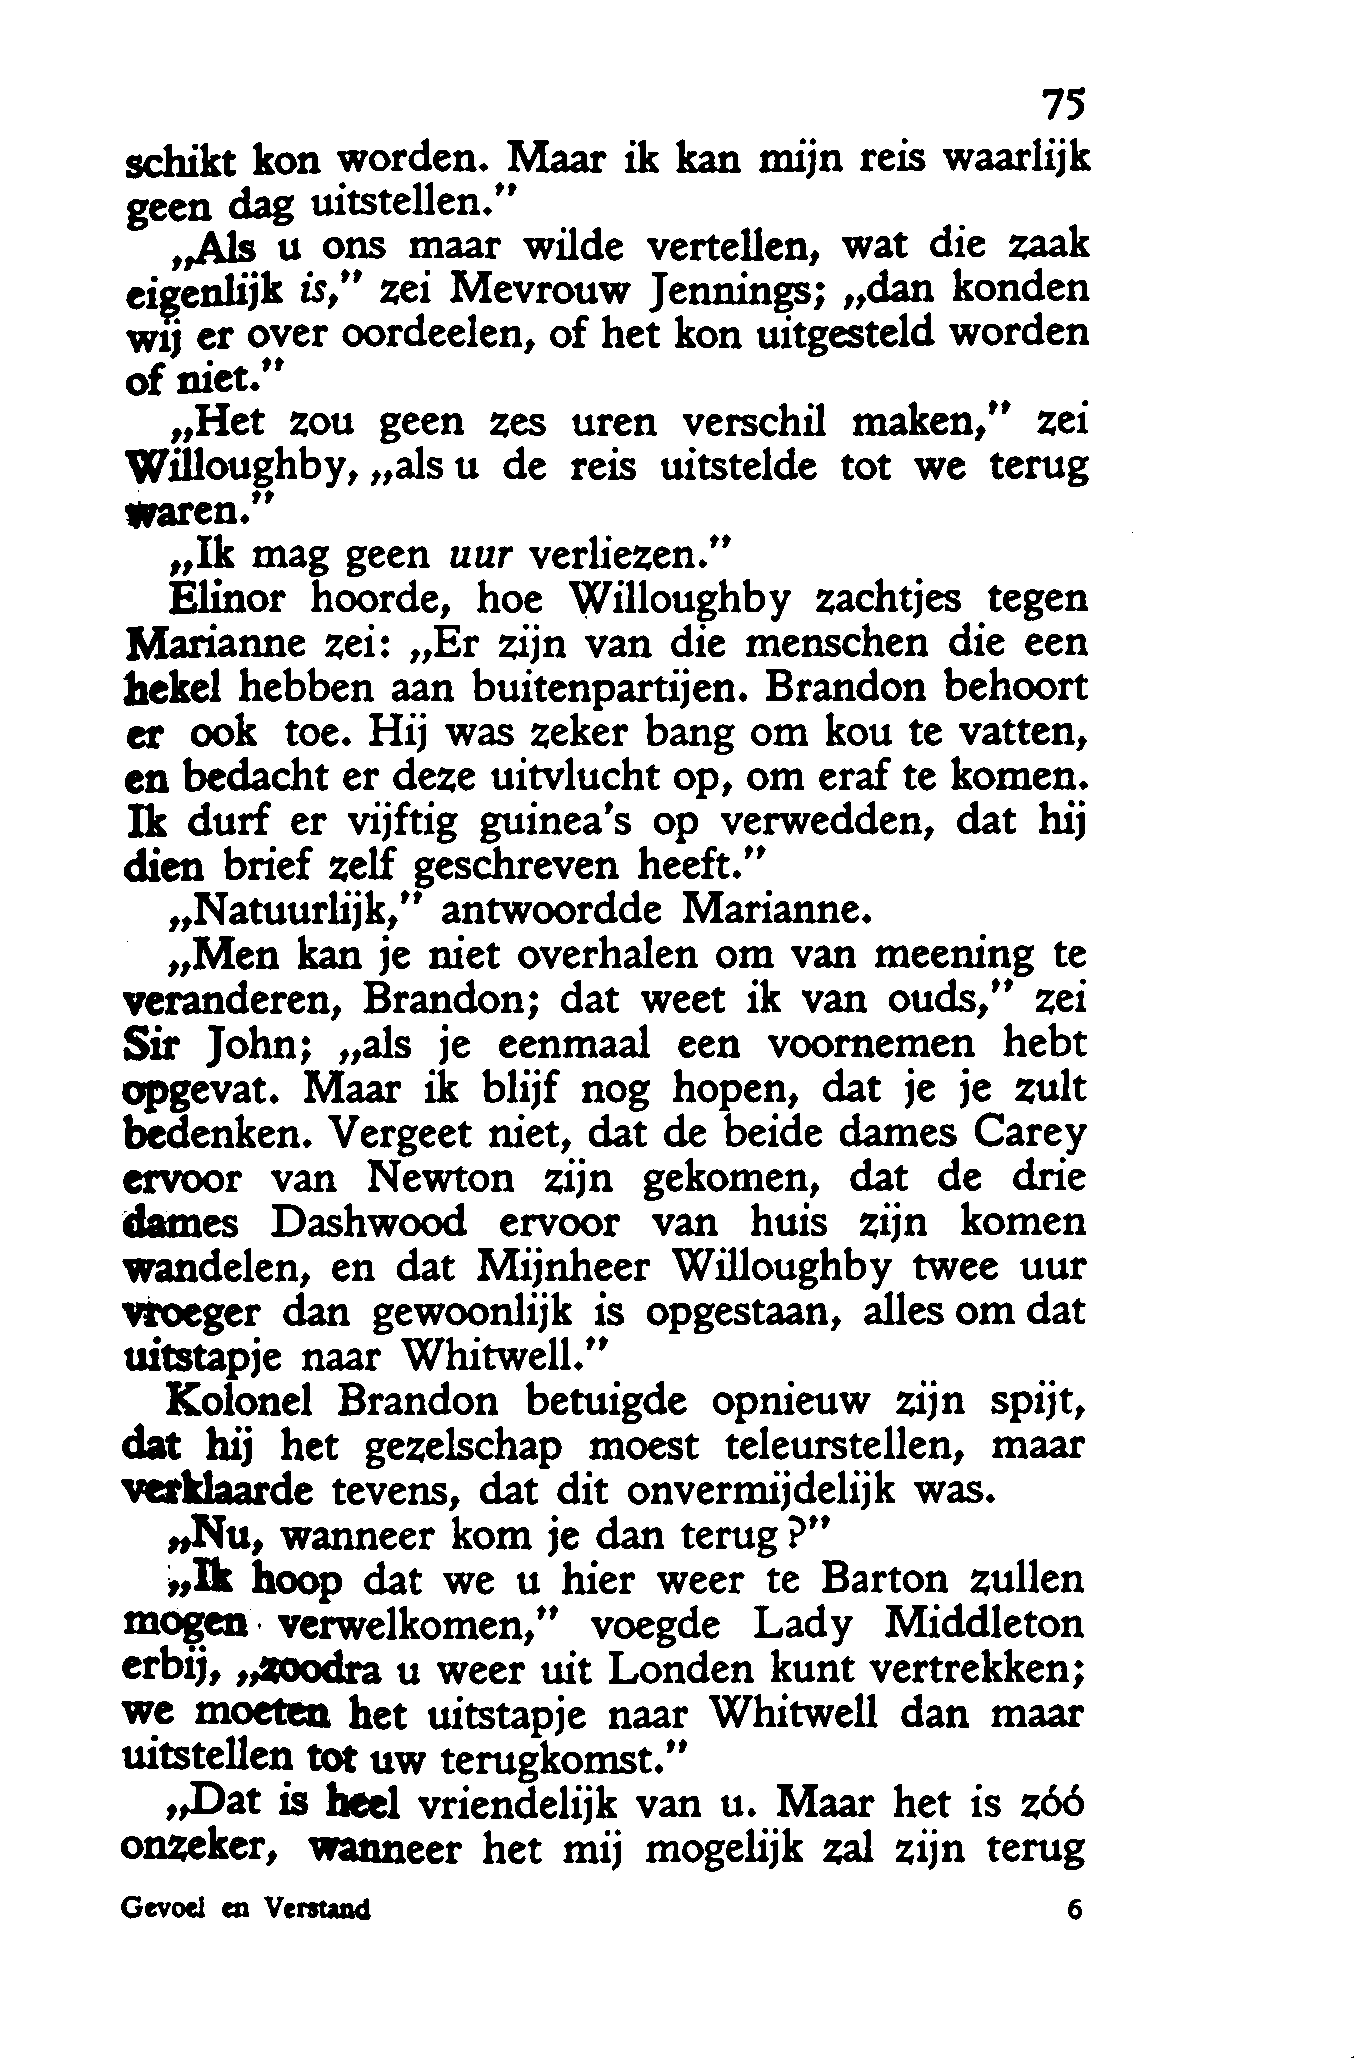 75
schikt kon worden. Maar ik kan mijn reis waarlijk
geen dag uitstellen.”
„Als u ons maar wilde vertellen, wat die zaak
eigenlijk is,” zei Mevrouw Jennings; „dan konden
wij er over oordeelen, of het kon uitgesteld worden
of niet.”
„Het zou geen zes uren verschil maken,” zei
Willoughby, „als u de reis uitstelde tot we terug
waren.”
„Ik mag geen uur verliezen.”
Elinor hoorde, hoe Willoughby zachtjes tegen
Marianne zei: „Er zijn van die menschen die een
hekel hebben aan buitenpartijen. Brandon behoort
er ook toe. Hij was zeker bang om kou te vatten,
en bedacht er deze uitvlucht op, om eraf te komen.
Ik durf er vijftig guinea's op verwedden, dat hij
dien brief zelf geschreven heeft.”
„Natuurlijk,” antwoordde Marianne.
„Men kan je niet overhalen om van meening te
veranderen, Brandon; dat weet ik van ouds,” zei
Sir John; „als je eenmaal een voornemen hebt
opgevat. Maar ik blijf nog hopen, dat je je zult
bedenken. Vergeet niet, dat de beide dames Carey
ervoor van Newton zijn gekomen, dat de drie
dames Dashwood ervoor van huis zijn komen
wandelen, en dat Mijnheer Willoughby twee uur
vroeger dan gewoonlijk is opgestaan, alles om dat
uitstapje naar Whitwell.”
Kolonel Brandon betuigde opnieuw zijn spijt,
dat hij het gezelschap moest teleurstellen, maar
verklaarde tevens, dat dit onvermijdelijk was.
„Nu, wanneer kom je dan terug?”
„Ik hoop dat we u hier weer te Barton zullen
mogen verwelkomen,” voegde Lady Middleton
erbij, „zoodra u weer uit Londen kunt vertrekken;
we moeten het uitstapje naar Whitwell dan maar
uitstellen tot uw terugkomst.”
„Dat is heel vriendelijk van u. Maar het is zóó
onzeker, wanneer het mij mogelijk zal zijn terug
Gevoel en Verstand 6